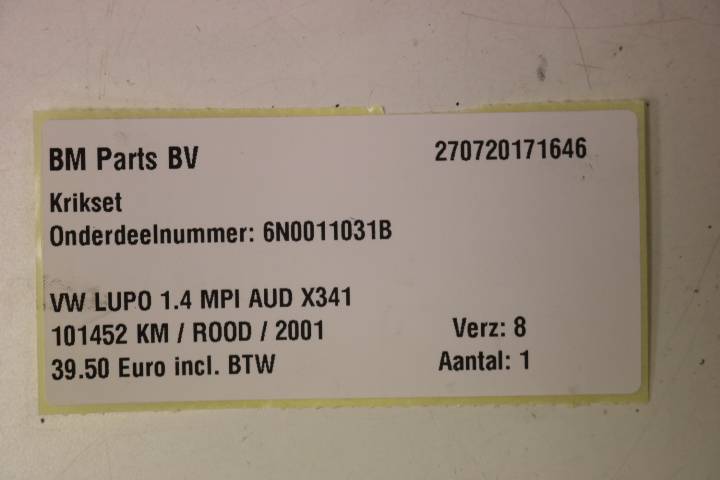 BM Parts BV 270720171646
Krikset
Onderdeelnummer: 6N0011031B
VW LUPO 1.4 MPI AUD X341
101452 KM / ROOD / 2001 Verz: 8
39.50 Euro incl. BTW Aantal: 1